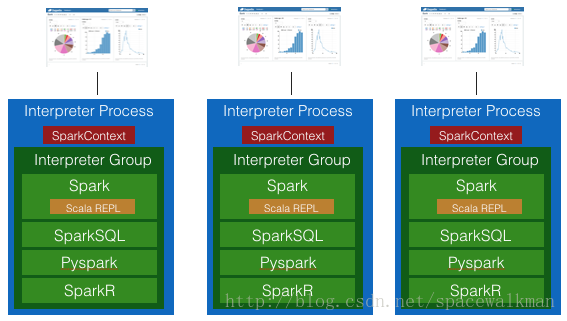 Interpreter Process
SparkContext
Interpreter Group
Spark
Scala REPL
SparkSQL
Pyspark
SparkR
Interpreter Process
SparkContext
Interpreter Group
Spark
Scala REPL
SparkSQL
Pyspark
SparkR
Interpreter Process
SparkContext
Interpreter Group
Spark
Scala REPL
SparkSQL
Pyspark
SparkR
http://blog.csdn.net/spacewalkman